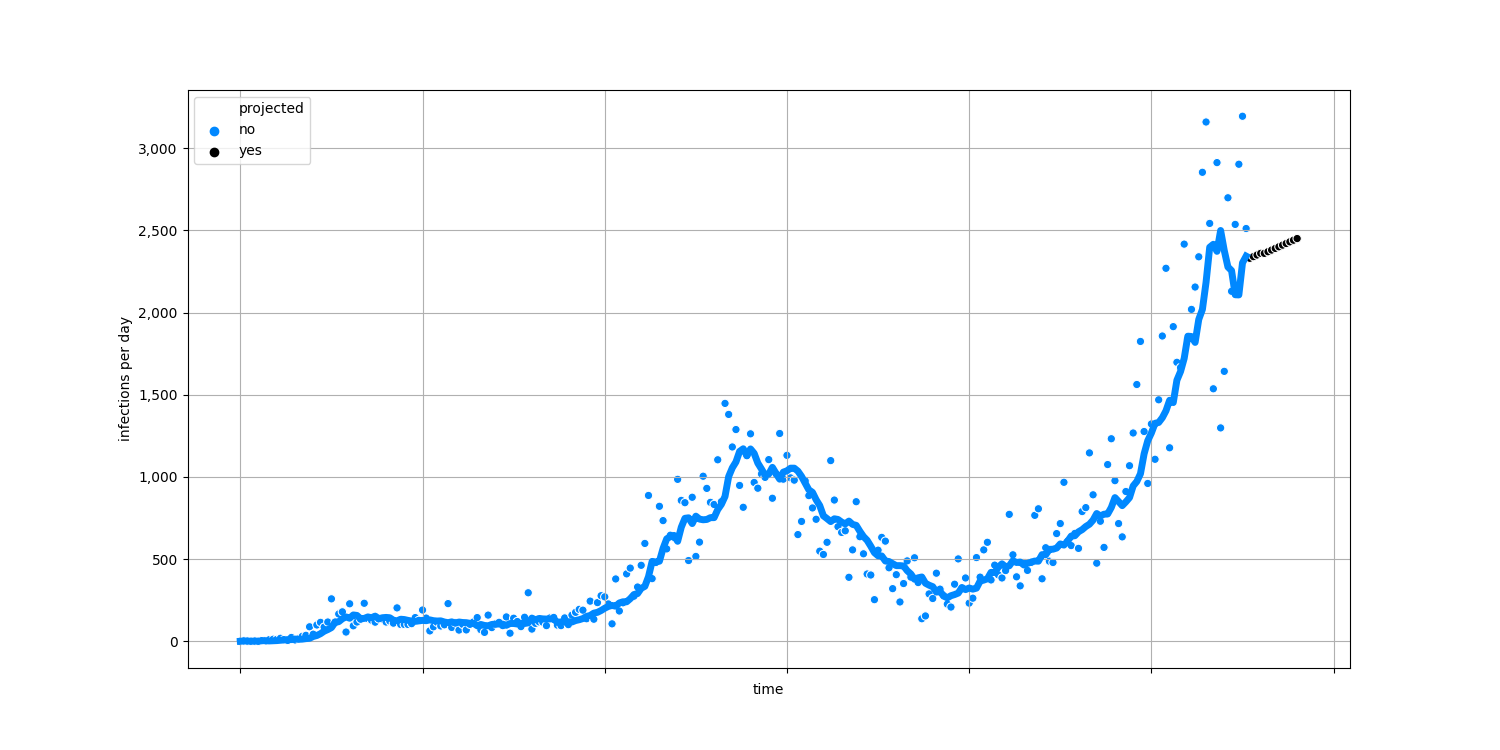 projected
no
yes
3,000
2,500
2,000
1,500
1,000
500
0
infections per day
time